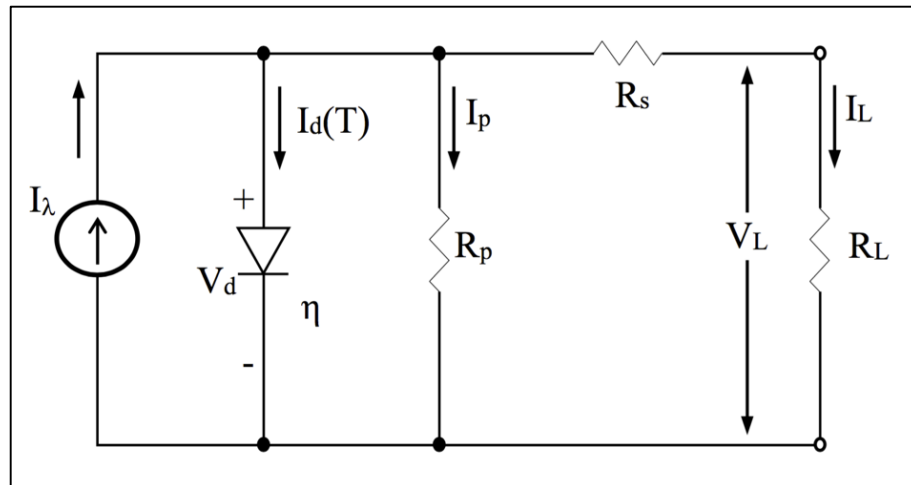 Iλ
Id(T)
+
Vd
η
-
Ip
Rp
Rs
VL
IL
RL